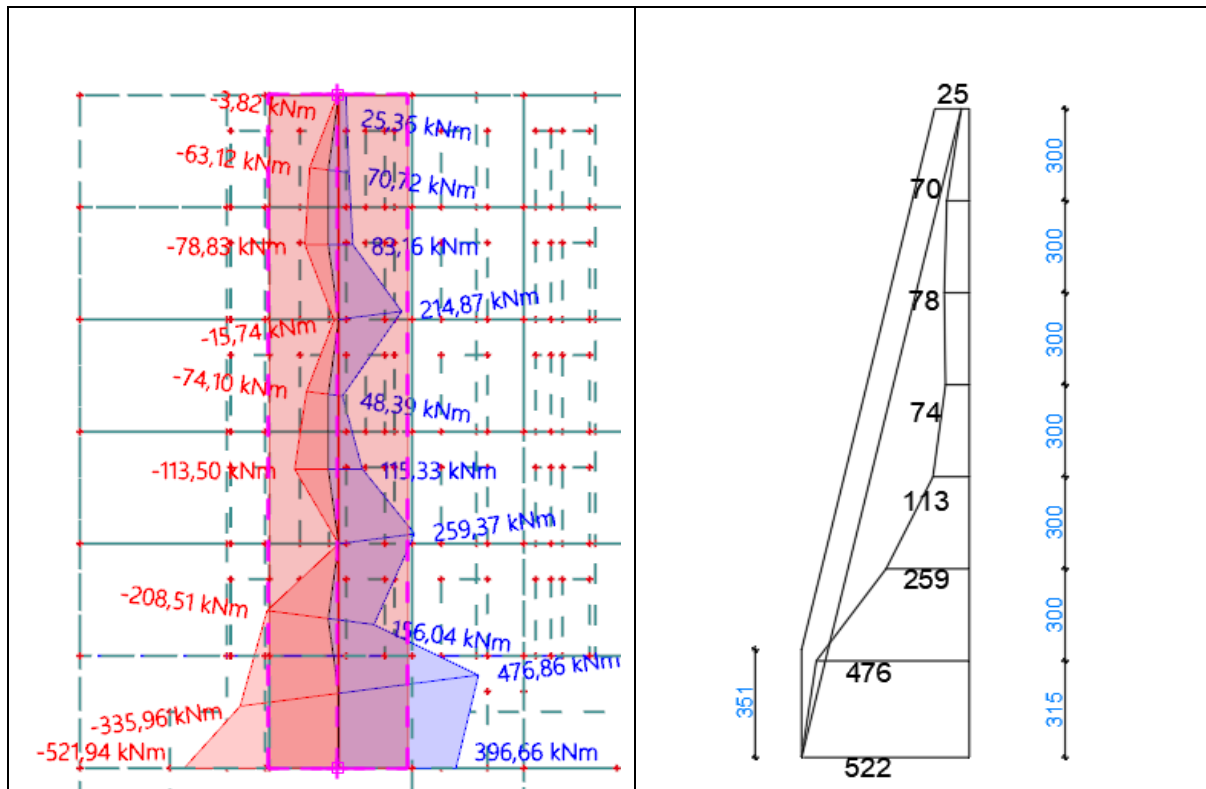 -3,82 kNm
25,36 kNm
-63,12 kNm
70,72 kNm
-78,83 kNm
83,16 kNm
214,87 kNm
-15,74 kNm
-74,10 kNm
48,39 kNm
-113,50 kNm
115,33 kNm
259,37 kNm
-208,51 kNm
156,04 kNm
476,86 kNm
-335,96 kNm
-521,94 kNm
396,66 kNm
25
300
70
300
78
300
74
300
113
300
259
300
476
351
315
522